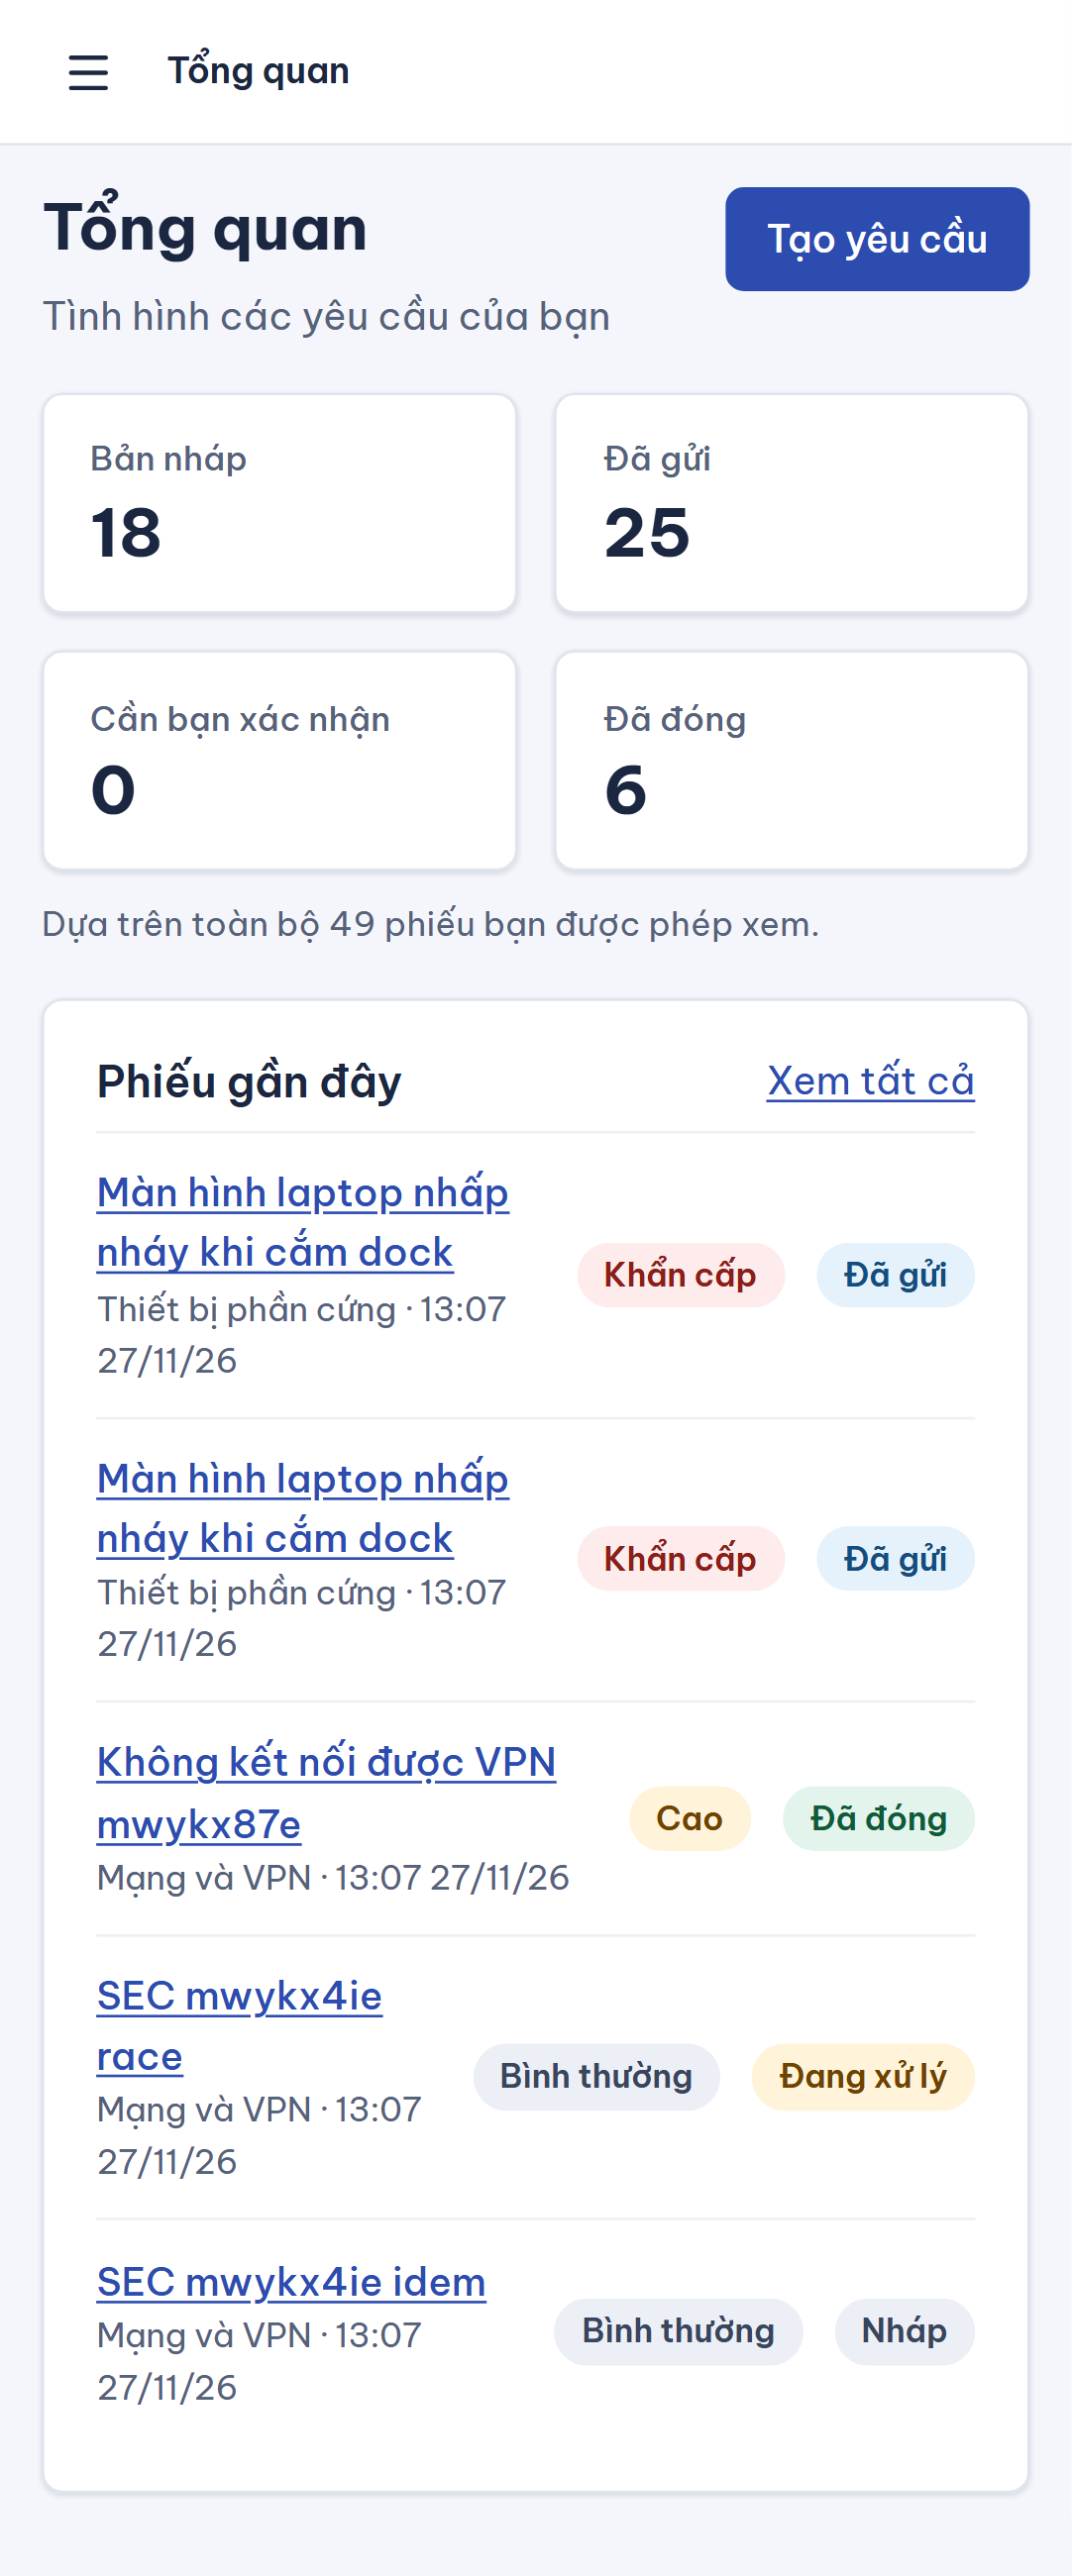 Tổng quan
Tổng quan
Tạo yêu cầu
Tình hình các yêu cầu của bạn
Bản nháp
18
Đã gửi
25
Cần bạn xác nhận
0
Đã đóng
6
Dựa trên toàn bộ 49 phiếu bạn được phép xem.
Phiếu gần đây
Xem tất cả
Màn hình laptop nhấp
nháy khi cắm dock
Thiết bị phần cứng · 13:07
27/11/26
Khẩn cấp
Đã gửi
Màn hình laptop nhấp
nháy khi cắm dock
Thiết bị phần cứng · 13:07
27/11/26
Khẩn cấp
Đã gửi
Không kết nối được VPN
mwykx87e
Mạng và VPN · 13:07 27/11/26
Cao
Đã đóng
SEC mwykx4ie
race
Mạng và VPN · 13:07
27/11/26
Bình thường
Đang xử lý
SEC mwykx4ie idem
Mạng và VPN · 13:07
27/11/26
Bình thường
Nháp